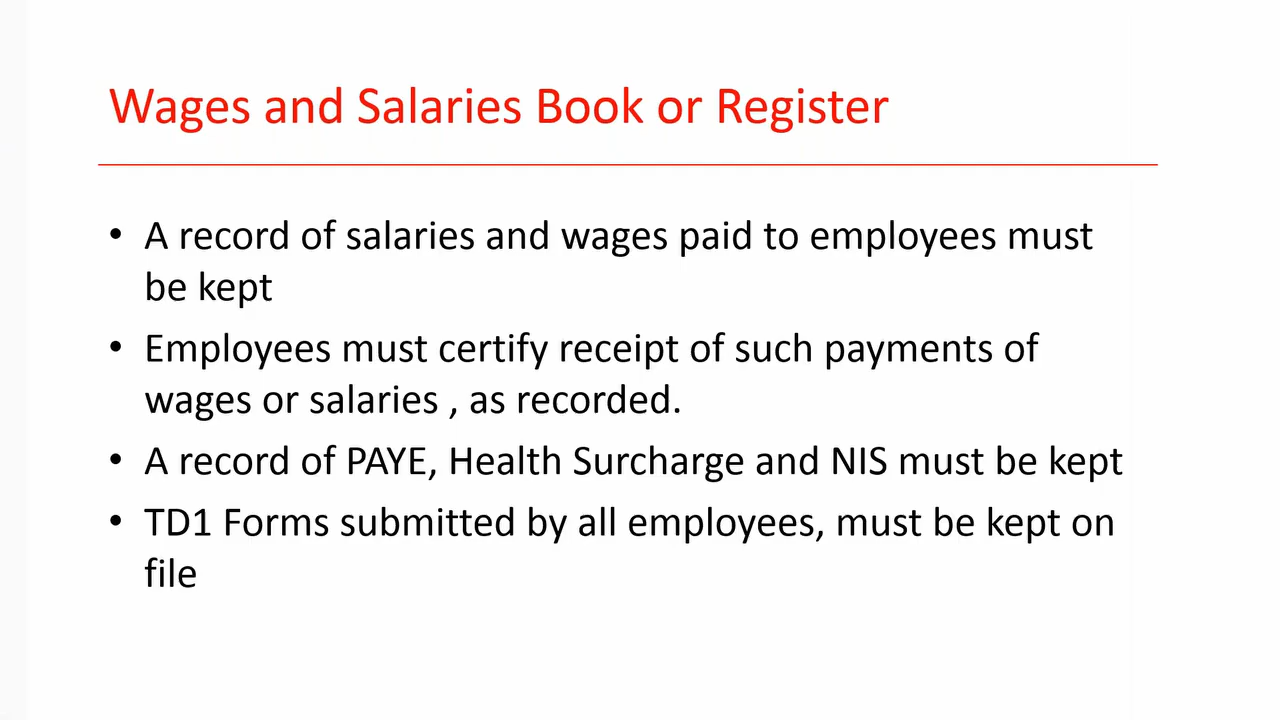 Wages and Salaries Book or Register
• A record of salaries and wages paid to employees must
be kept
• Employees must certify receipt of such payments of
wages or salaries , as recorded.
• A record of PAYE, Health Surcharge and NIS must be kept
• TD1 Forms submitted by all employees, must be kept on
file